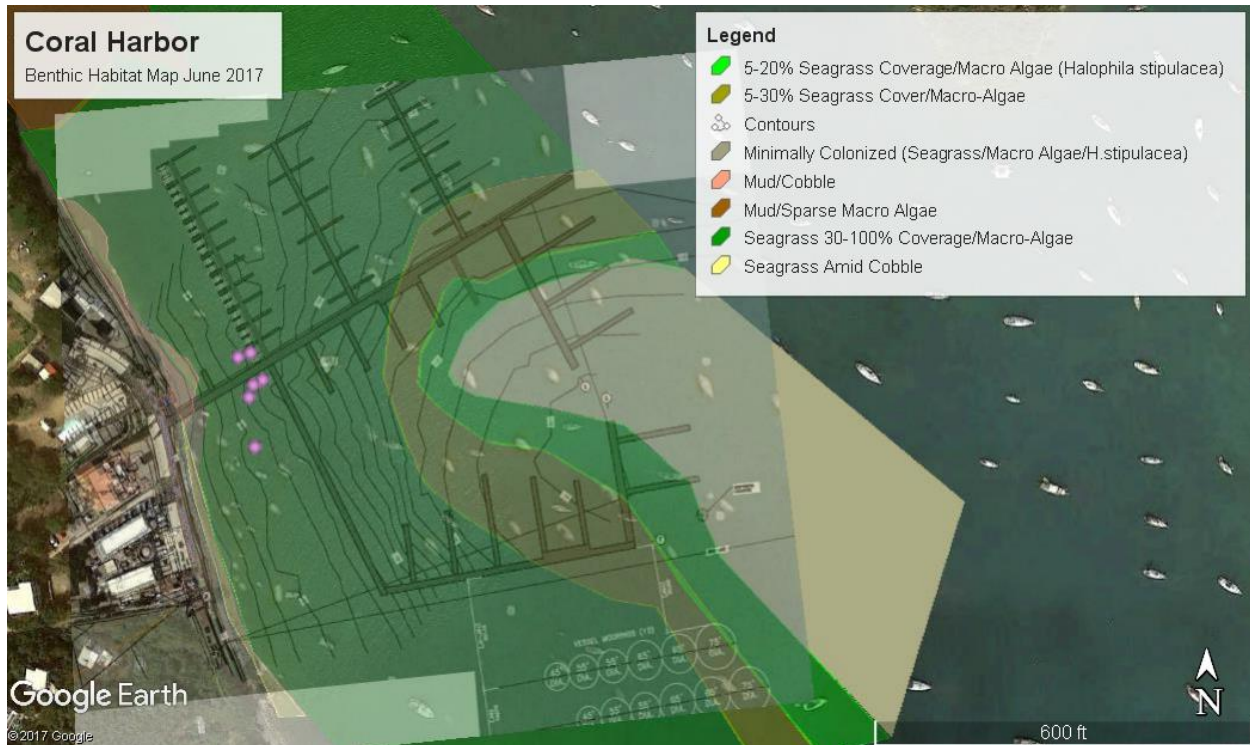 Coral Harbor
Benthic Habitat Map June 2017
Legend
5-20% Seagrass Coverage/Macro Algae (Halophila stipulacea)
5-30% Seagrass Cover/Macro-Algae
Contours
Minimally Colonized (Seagrass/Macro Algae/H.stipulacea)
Mud/Cobble
Mud/Sparse Macro Algae
Seagrass 30-100% Coverage/Macro-Algae
Seagrass Amid Cobble
VESSEL MOORINGS
Google Earth
©2017 Google
N
600 ft